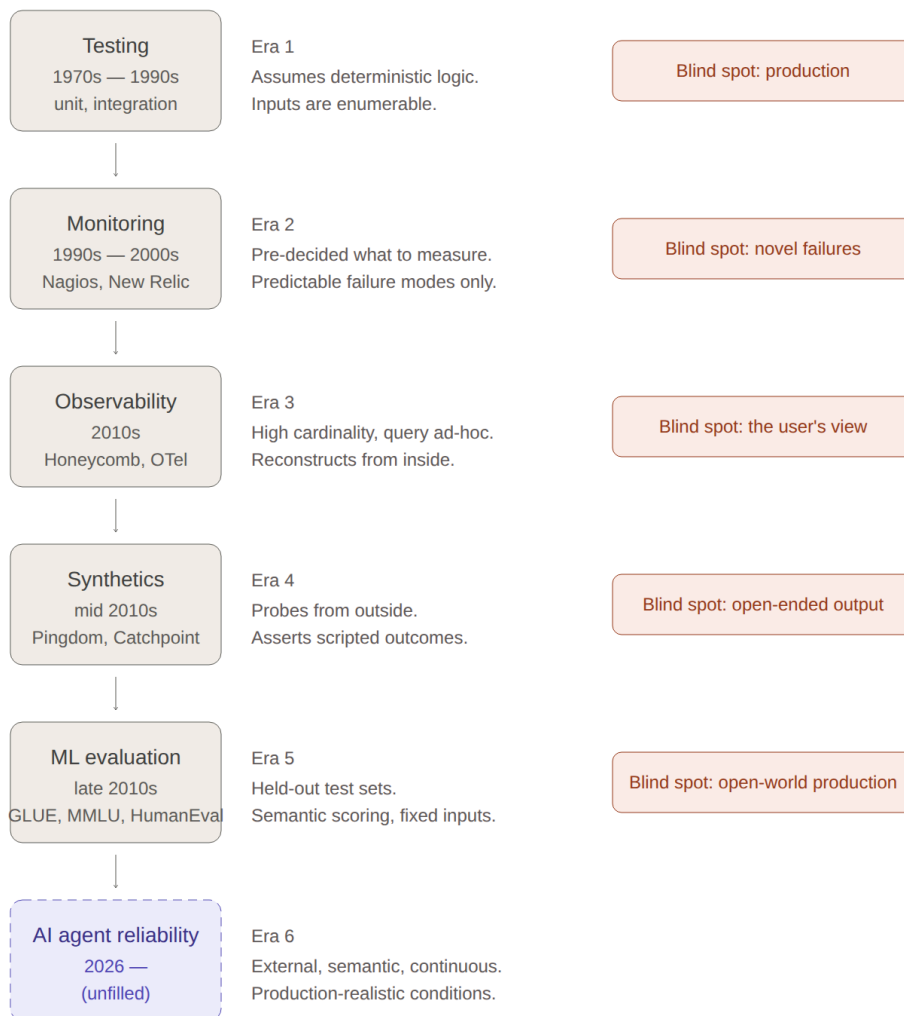 Testing
1970s — 1990s
unit, integration
Era 1
Assumes deterministic logic.
Inputs are enumerable.
Blind spot: production
Monitoring
1990s — 2000s
Nagios, New Relic
Era 2
Pre-decided what to measure.
Predictable failure modes only.
Blind spot: novel failures
Observability
2010s
Honeycomb, OTel
Era 3
High cardinality, query ad-hoc.
Reconstructs from inside.
Blind spot: the user's view
Synthetics
mid 2010s
Pingdom, Catchpoint
Era 4
Probes from outside.
Asserts scripted outcomes.
Blind spot: open-ended output
ML evaluation
late 2010s
GLUE, MMLU, HumanEval
Era 5
Held-out test sets.
Semantic scoring, fixed inputs.
Blind spot: open-world production
AI agent reliability
2026 —
(unfilled)
Era 6
External, semantic, continuous.
Production-realistic conditions.